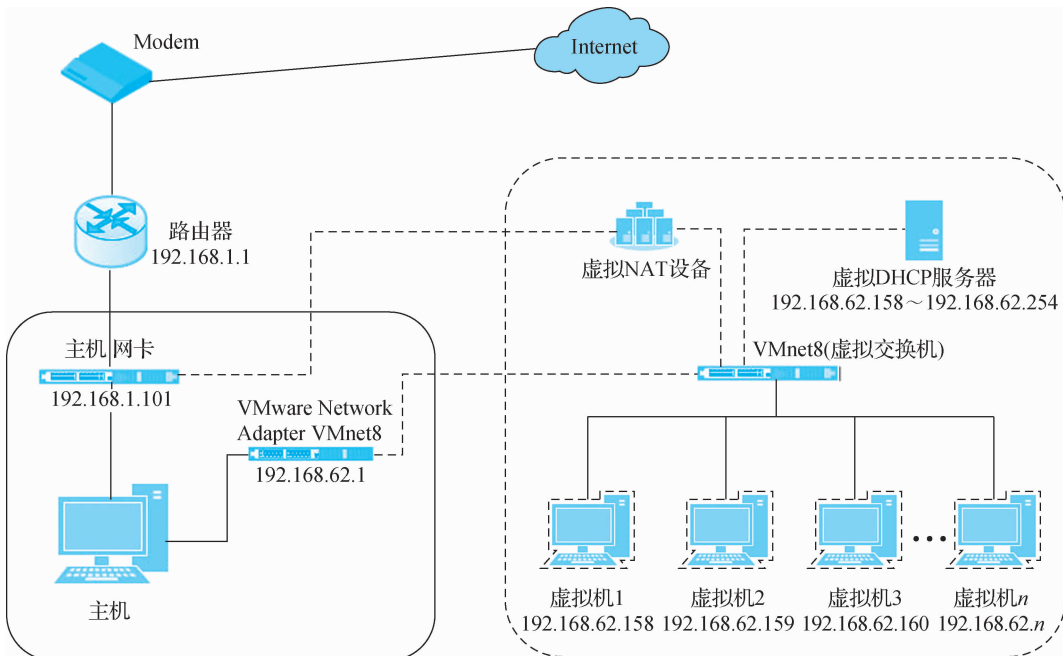 Modem
Internet
路由器
192.168.1.1
虚拟NAT设备
虚拟DHCP服务器
192.168.62.158～192.168.62.254
主机 网卡
192.168.1.101
VMware Network
Adapter VMnet8
192.168.62.1
VMnet8(虚拟交换机)
主机
虚拟机1
192.168.62.158
虚拟机2
192.168.62.159
虚拟机3
192.168.62.160
•••
虚拟机n
192.168.62.n